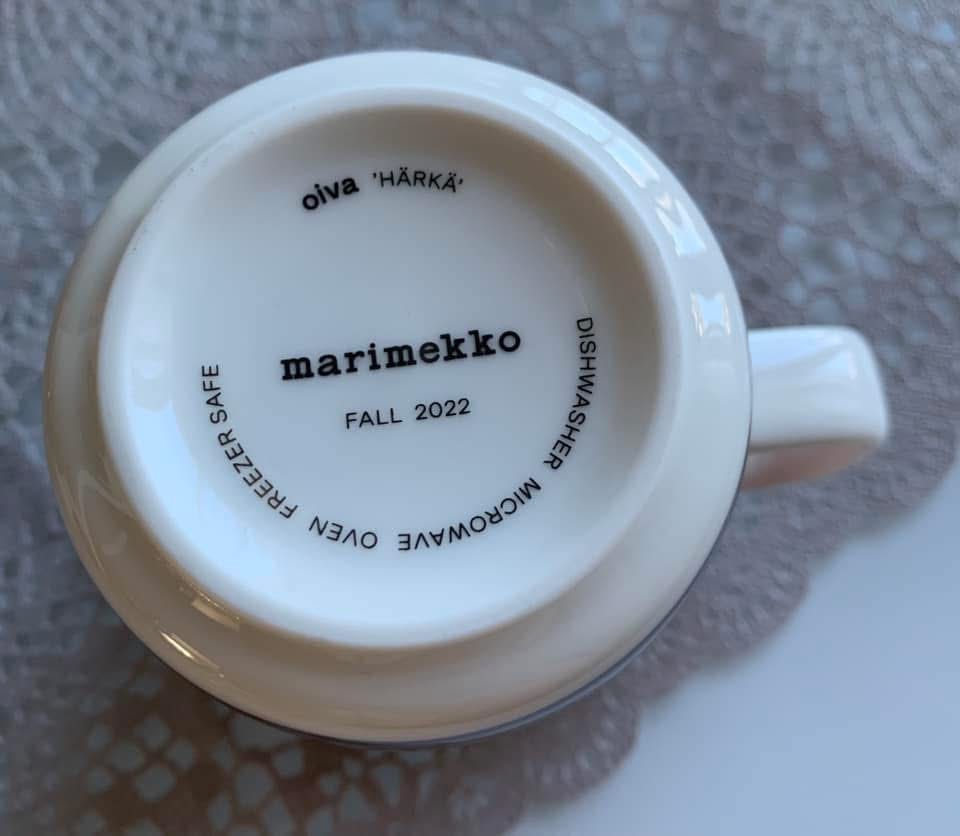 oiva 'HÄRKÄ'
marimekko
FALL 2022
DISHWASHER MICROWAVE OVEN FREEZER SAFE